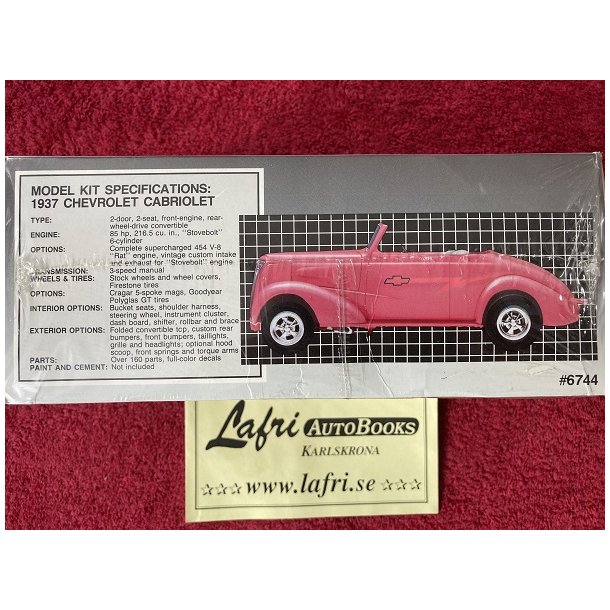 MODEL KIT SPECIFICATIONS:
1937 CHEVROLET CABRIOLET
TYPE: 2-door, 2-seat, front-engine, rear-
wheel-drive convertible
ENGINE: 85 hp, 216.5 cu. in., "Stovebolt"
6-cylinder
OPTIONS: Complete supercharged 454 V-8
"Rat" engine, vintage custom intake
and exhaust for "Stovebolt" engine
TRANSMISSION: 3-speed manual
WHEELS & TIRES: Stock wheels and wheel covers,
Firestone tires
OPTIONS: Cragar 5-spoke mags, Goodyear
Polyglas GT tires
INTERIOR OPTIONS: Bucket seats, shoulder harness,
steering wheel, instrument cluster,
dash board, shifter, rollbar and brace
EXTERIOR OPTIONS: Folded convertible top, custom rear
bumpers, front bumpers, taillights,
grille and headlights; optional hood
scoop, front springs and torque arms
PARTS: Over 160 parts, full-color decals
PAINT AND CEMENT: Not included
#6744
Lafri AUTOBOOKS
KARLSKRONA
☆☆☆ www.lafri.se ☆☆☆